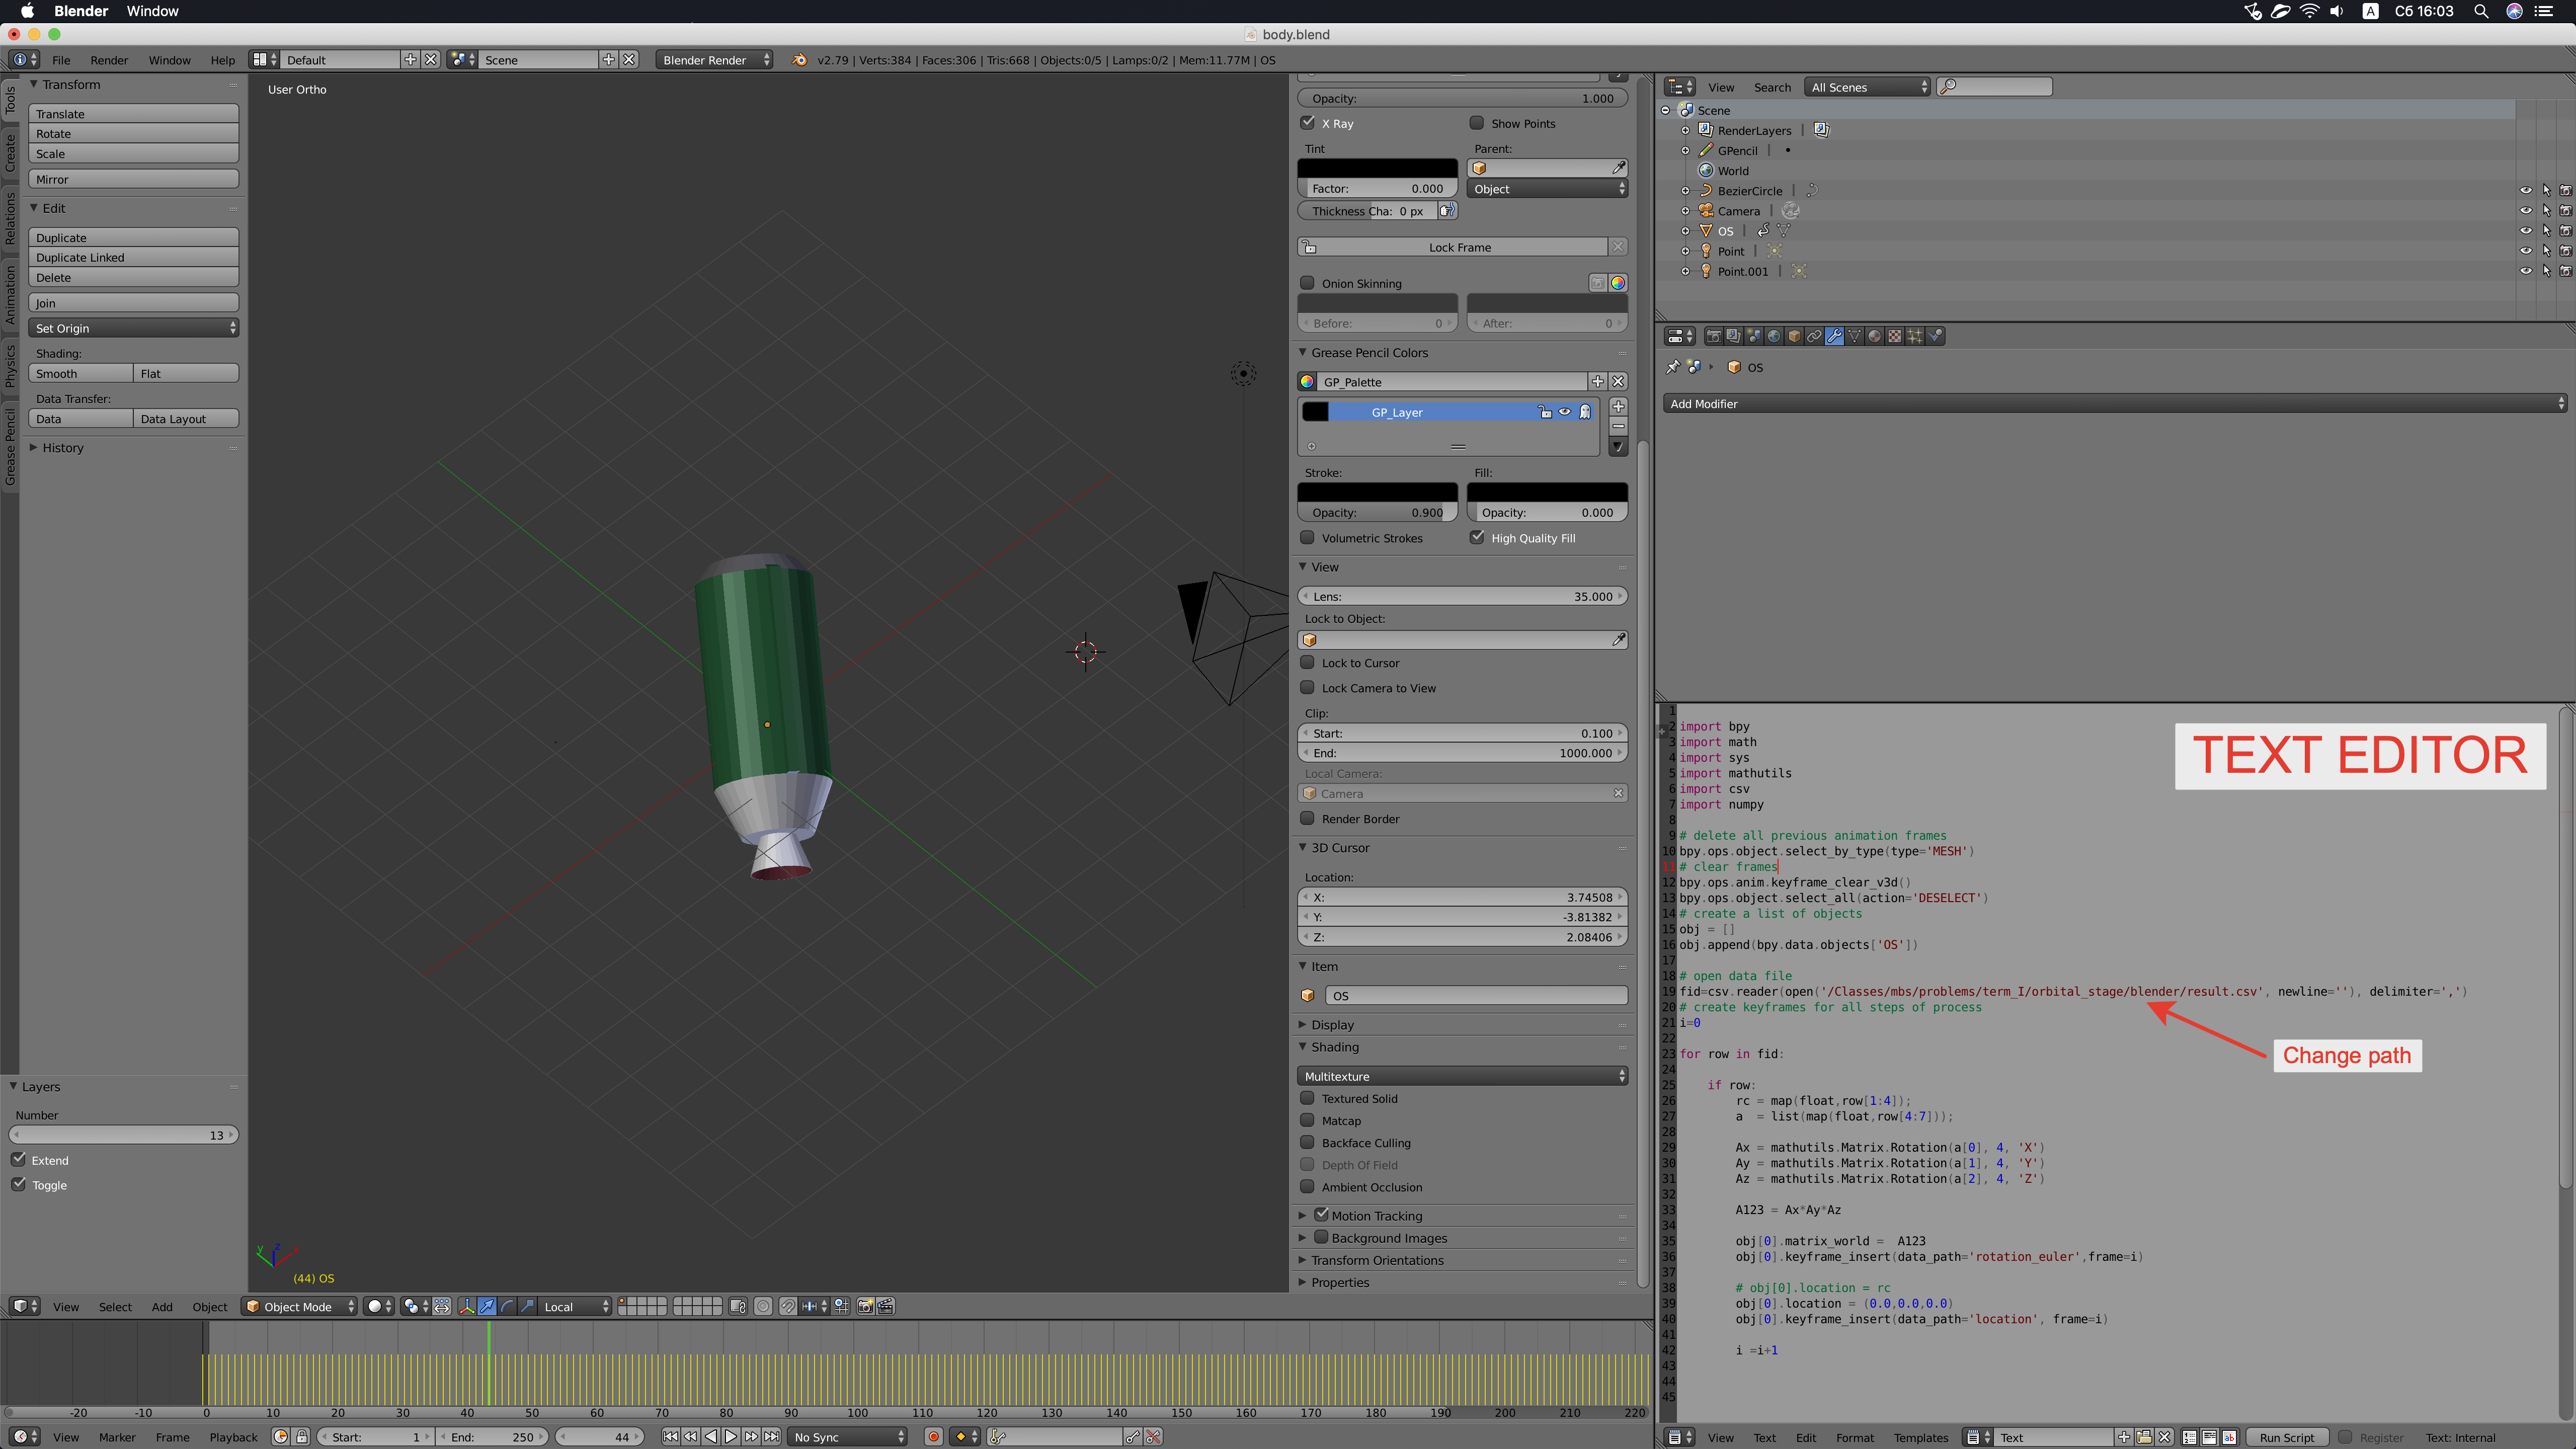 Blender Window
A Сб 16:03
body.blend
File Render Window Help Default Scene Blender Render v2.79 | Verts:384 | Faces:306 | Tris:668 | Objects:0/5 | Lamps:0/2 | Mem:11.77M | OS
Tools
Create
Relations
Animation
Physics
Grease Pencil
Transform
Translate
Rotate
Scale
Mirror
Edit
Duplicate
Duplicate Linked
Delete
Join
Set Origin
Shading:
Smooth Flat
Data Transfer:
Data Data Layout
History
Layers
Number
13
Extend
Toggle
User Ortho
y z x
(44) OS
View Select Add Object Object Mode Local
Opacity: 1.000
X Ray Show Points
Tint Parent:
Factor: 0.000 Object
Thickness Cha: 0 px
Lock Frame
Onion Skinning
Before: 0 After: 0
Grease Pencil Colors
GP_Palette
GP_Layer
Stroke: Fill:
Opacity: 0.900 Opacity: 0.000
Volumetric Strokes High Quality Fill
View
Lens: 35.000
Lock to Object:
Lock to Cursor
Lock Camera to View
Clip:
Start: 0.100
End: 1000.000
Local Camera:
Camera
Render Border
3D Cursor
Location:
X: 3.74508
Y: -3.81382
Z: 2.08406
Item
OS
Display
Shading
Multitexture
Textured Solid
Matcap
Backface Culling
Depth Of Field
Ambient Occlusion
Motion Tracking
Background Images
Transform Orientations
Properties
-20 -10 0 10 20 30 40 50 60 70 80 90 100 110 120 130 140 150 160 170 180 190 200 210 220
View Marker Frame Playback Start: 1 End: 250 44 No Sync
View Search All Scenes
Scene
RenderLayers |
GPencil |
World
BezierCircle |
Camera |
OS |
Point |
Point.001 |
OS
Add Modifier
TEXT EDITOR
1
2 import bpy
3 import math
4 import sys
5 import mathutils
6 import csv
7 import numpy
8
9 # delete all previous animation frames
10 bpy.ops.object.select_by_type(type='MESH')
11 # clear frames
12 bpy.ops.anim.keyframe_clear_v3d()
13 bpy.ops.object.select_all(action='DESELECT')
14 # create a list of objects
15 obj = []
16 obj.append(bpy.data.objects['OS'])
17
18 # open data file
19 fid=csv.reader(open('/Classes/mbs/problems/term_I/orbital_stage/blender/result.csv', newline=''), delimiter=',')
20 # create keyframes for all steps of process
21 i=0
22
Change path
23 for row in fid:
24
25 if row:
26 rc = map(float,row[1:4]);
27 a = list(map(float,row[4:7]));
28
29 Ax = mathutils.Matrix.Rotation(a[0], 4, 'X')
30 Ay = mathutils.Matrix.Rotation(a[1], 4, 'Y')
31 Az = mathutils.Matrix.Rotation(a[2], 4, 'Z')
32
33 A123 = Ax*Ay*Az
34
35 obj[0].matrix_world = A123
36 obj[0].keyframe_insert(data_path='rotation_euler',frame=i)
37
38 # obj[0].location = rc
39 obj[0].location = (0.0,0.0,0.0)
40 obj[0].keyframe_insert(data_path='location', frame=i)
41
42 i =i+1
43
44
45
View Text Edit Format Templates Text ab Run Script Register Text: Internal